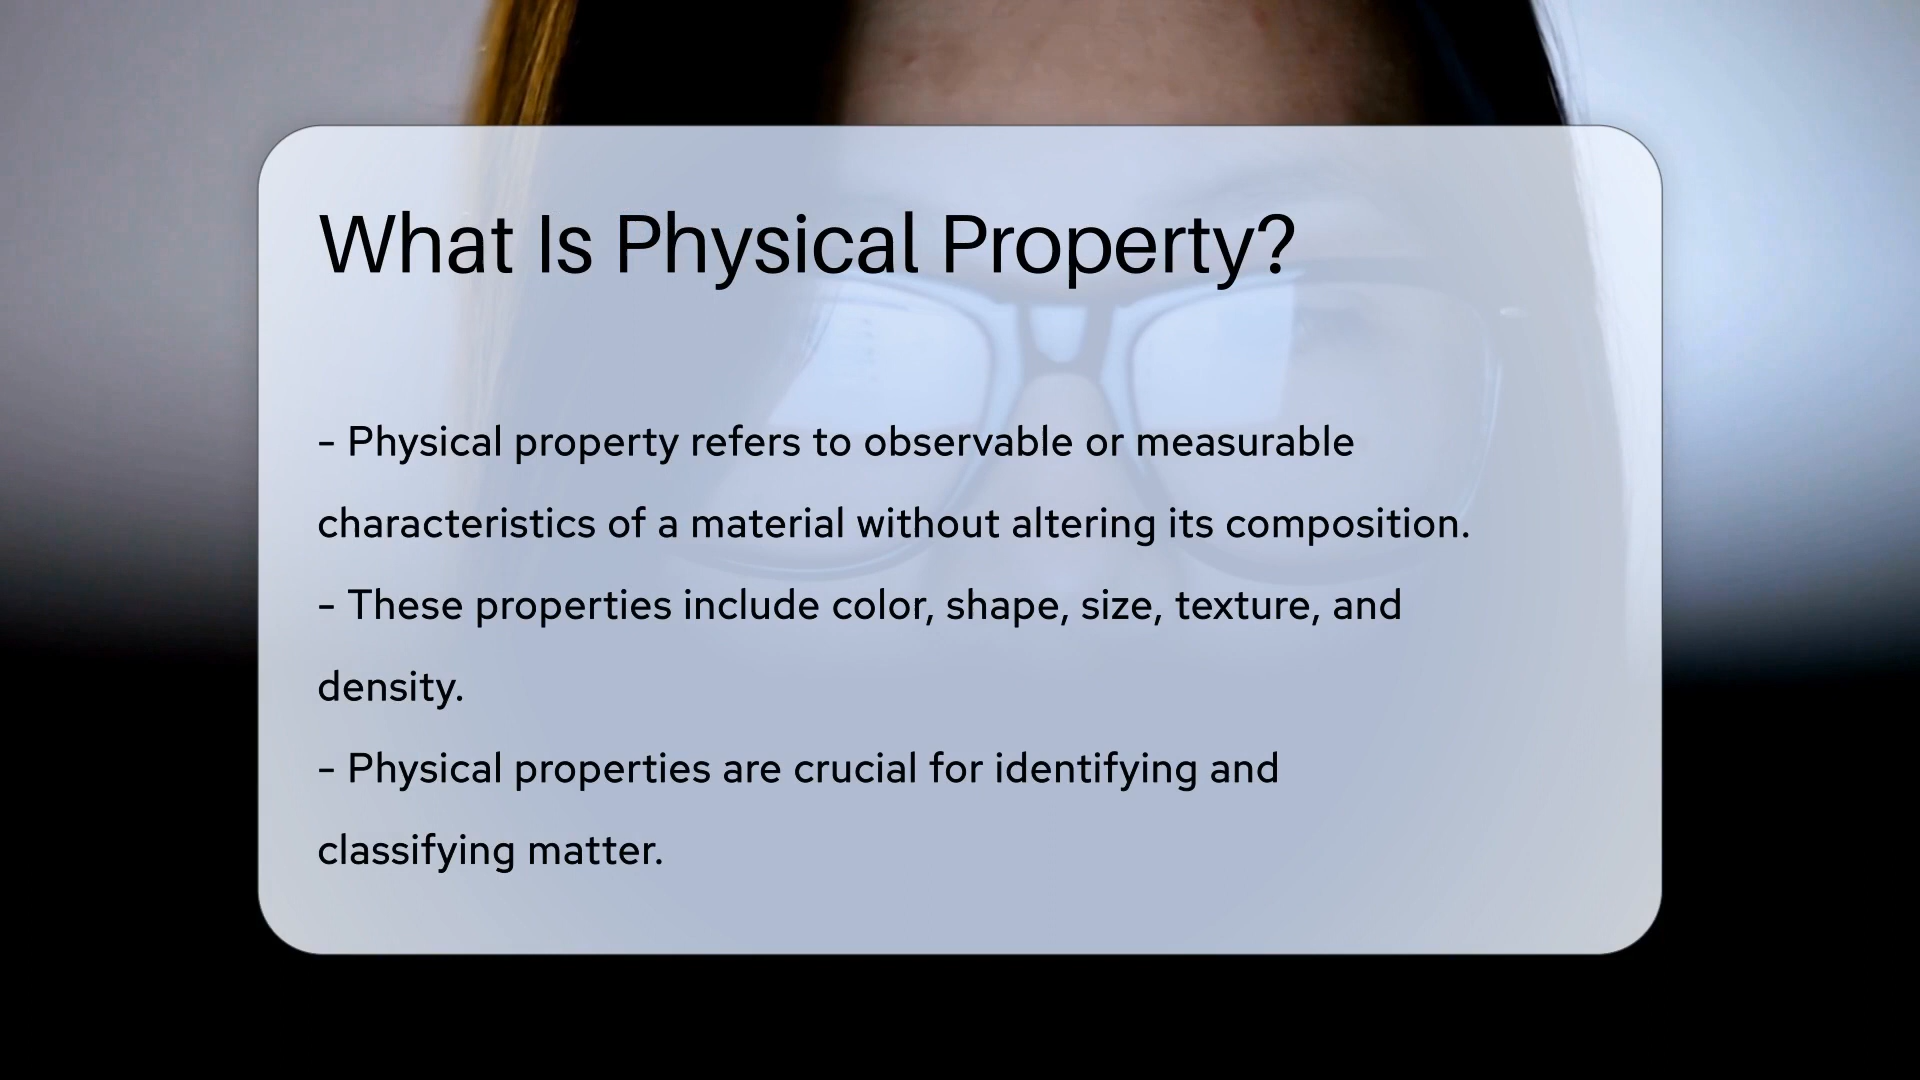 What Is Physical Property?
- Physical property refers to observable or measurable
characteristics of a material without altering its composition.
- These properties include color, shape, size, texture, and
density.
- Physical properties are crucial for identifying and
classifying matter.